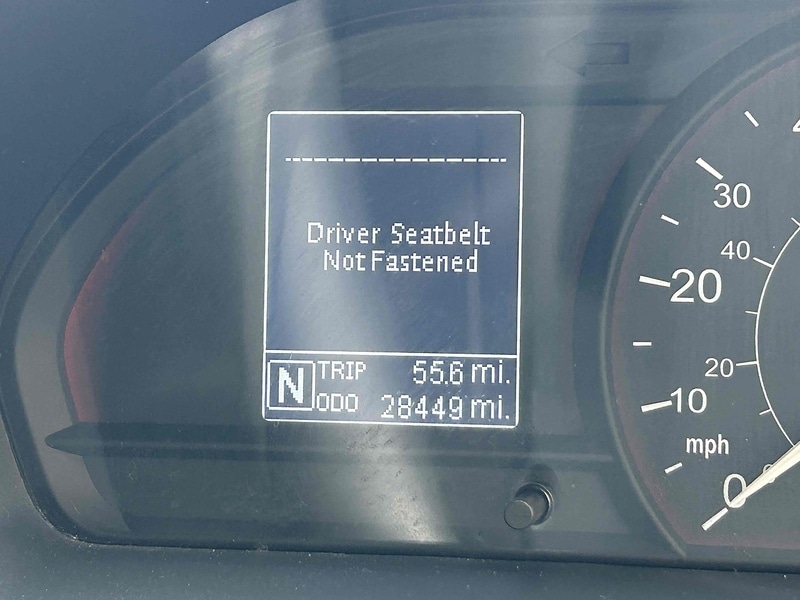 Driver Seatbelt
Not Fastened
N
TRIP 55.6 mi.
ODO 28449 mi.
30
40
20
20
10
mph
0